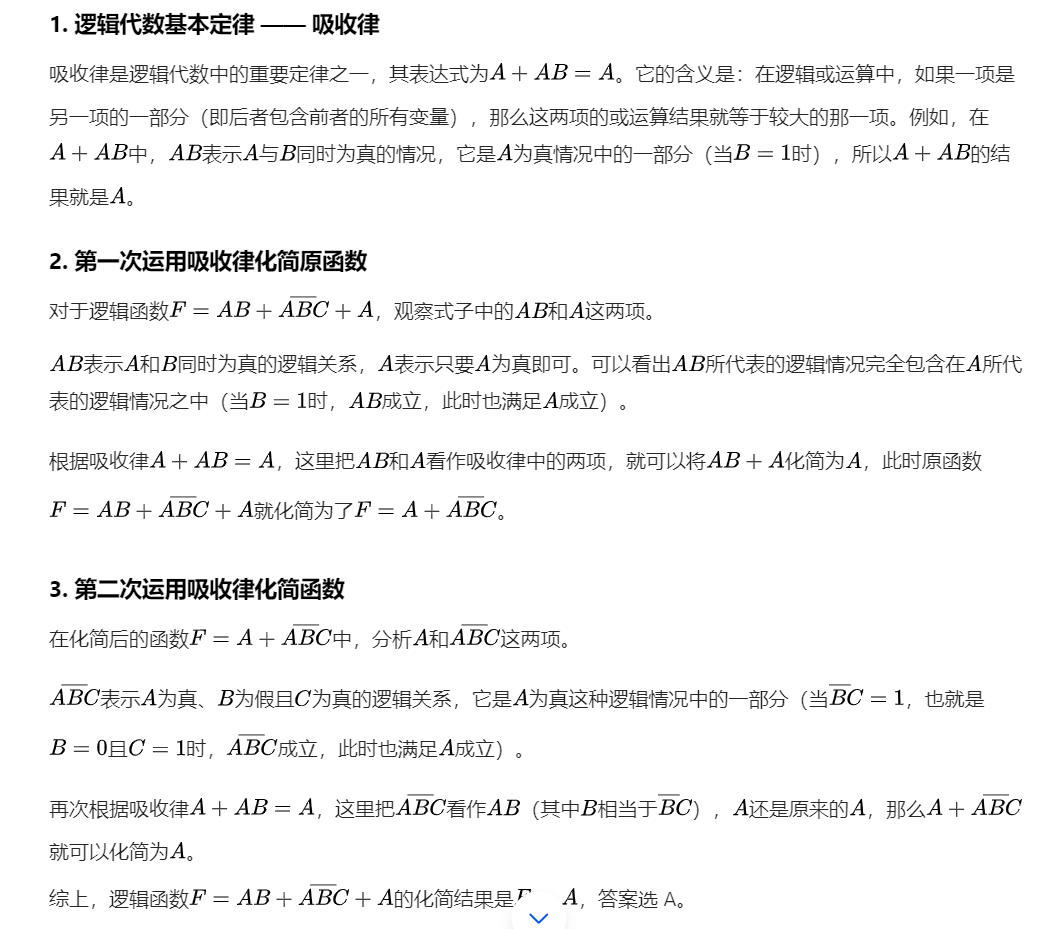 1. 逻辑代数基本定律 —— 吸收律
吸收律是逻辑代数中的重要定律之一，其表达式为A + AB = A。它的含义是：在逻辑或运算中，如果一项是
另一项的一部分（即后者包含前者的所有变量），那么这两项的或运算结果就等于较大的那一项。例如，在
A + AB中，AB表示A与B同时为真的情况，它是A为真情况中的一部分（当B = 1时），所以A + AB的结
果就是A。
2. 第一次运用吸收律化简原函数
对于逻辑函数F = AB + A\overline{B}C + A，观察式子中的AB和A这两项。
AB表示A和B同时为真的逻辑关系，A表示只要A为真即可。可以看出AB所代表的逻辑情况完全包含在A所代
表的逻辑情况之中（当B = 1时，AB成立，此时也满足A成立）。
根据吸收律A + AB = A，这里把AB和A看作吸收律中的两项，就可以将AB + A化简为A，此时原函数
F = AB + A\overline{B}C + A就化简为了F = A + A\overline{B}C。
3. 第二次运用吸收律化简函数
在化简后的函数F = A + A\overline{B}C中，分析A和A\overline{B}C这两项。
A\overline{B}C表示A为真、B为假且C为真的逻辑关系，它是A为真这种逻辑情况中的一部分（当\overline{B}C = 1，也就是
B = 0且C = 1时，A\overline{B}C成立，此时也满足A成立）。
再次根据吸收律A + AB = A，这里把A\overline{B}C看作AB（其中B相当于\overline{B}C），A还是原来的A，那么A + A\overline{B}C
就可以化简为A。
综上，逻辑函数F = AB + A\overline{B}C + A的化简结果是 A，答案选 A。